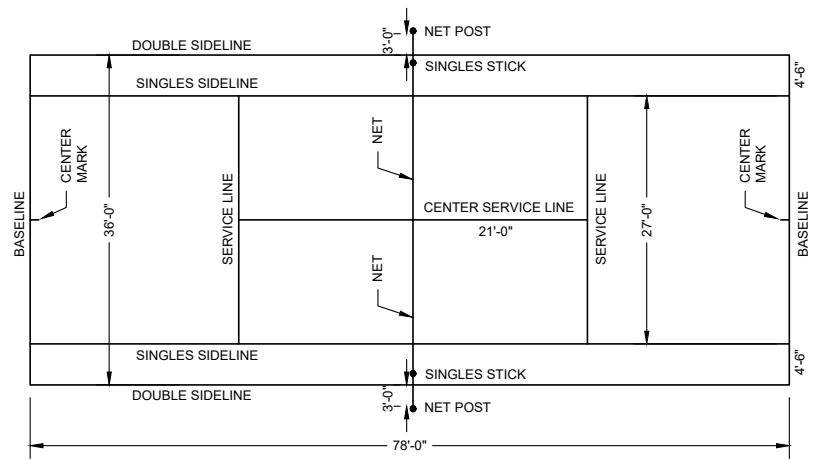 NET POST
3'-0"
DOUBLE SIDELINE
SINGLES STICK
4'-6"
SINGLES SIDELINE
CENTER
MARK
NET
CENTER
MARK
BASELINE
36'-0"
SERVICE LINE
CENTER SERVICE LINE
21'-0"
SERVICE LINE
27'-0"
BASELINE
NET
SINGLES SIDELINE
4'-6"
SINGLES STICK
DOUBLE SIDELINE
3'-0"
NET POST
78'-0"